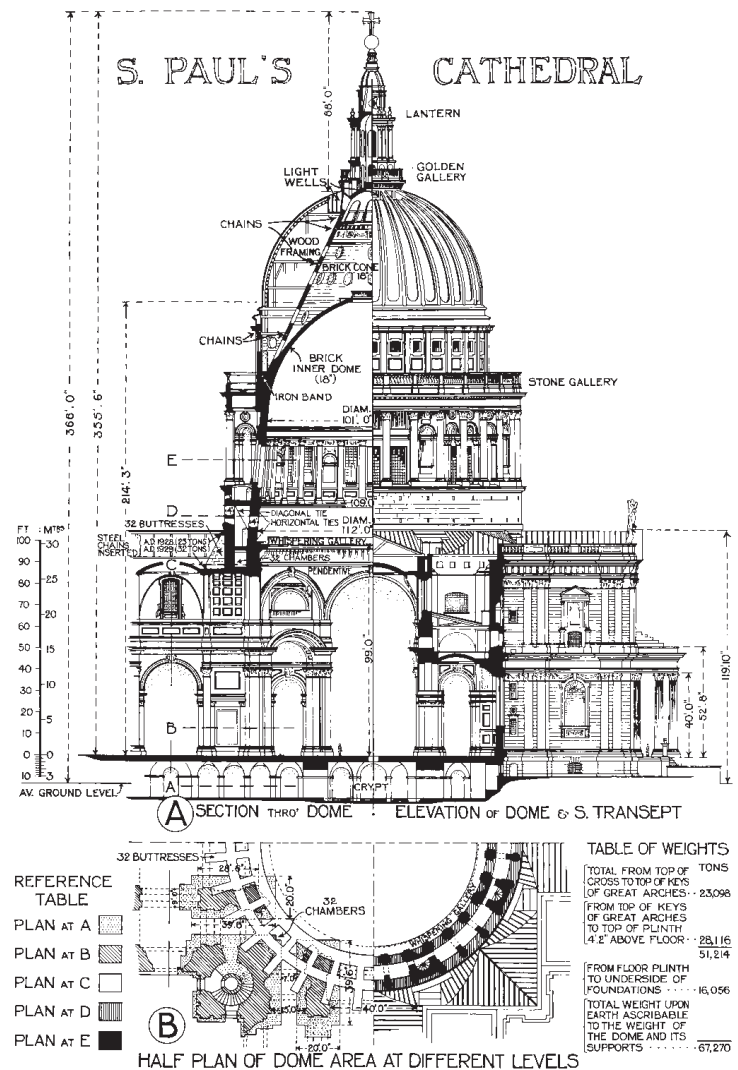 S. PAUL'S CATHEDRAL
88'.0"
LANTERN
GOLDEN
GALLERY
LIGHT
WELLS
CHAINS
WOOD
FRAMING
BRICK CONE
18"
CHAINS
BRICK
INNER DOME
(18")
STONE GALLERY
IRON BAND
DIAM.
101'.0"
366'.0"
355'.6"
214'.3"
E
D
109'.0"
DIAGONAL TIE
HORIZONTAL TIES
DIAM.
112'.0"
32 BUTTRESSES
STEEL
CHAINS
INSERTED
A.D. 1928 (23 TONS
A.D. 1929 (32 TONS
WHISPERING GALLERY
32 CHAMBERS
PENDENTIVE
C
FT MTRS
100
90
80
70
60
50
40
30
20
10
0
10
30
25
20
15
10
5
0
3
99'.0"
40'.0"
52'.8"
119'.10"
B
A
CRYPT
AV. GROUND LEVEL
A SECTION THRO' DOME
ELEVATION OF DOME & S. TRANSEPT
32 BUTTRESSES
28'.6"
20'.0"
39'.8"
32
CHAMBERS
WHISPERING GALLERY
15'.0"
40'.0"
20'.0"
REFERENCE
TABLE
PLAN AT A
PLAN AT B
PLAN AT C
PLAN AT D
PLAN AT E
B
HALF PLAN OF DOME AREA AT DIFFERENT LEVELS
TABLE OF WEIGHTS
TONS
TOTAL FROM TOP OF
CROSS TO TOP OF KEYS
OF GREAT ARCHES ·· 23,098
FROM TOP OF KEYS
OF GREAT ARCHES
TO TOP OF PLINTH
4'.2" ABOVE FLOOR ·· 28,116
51,214
FROM FLOOR PLINTH
TO UNDERSIDE OF
FOUNDATIONS ····· 16,056
TOTAL WEIGHT UPON
EARTH ASCRIBABLE
TO THE WEIGHT OF
THE DOME AND ITS
SUPPORTS ······ 67,270